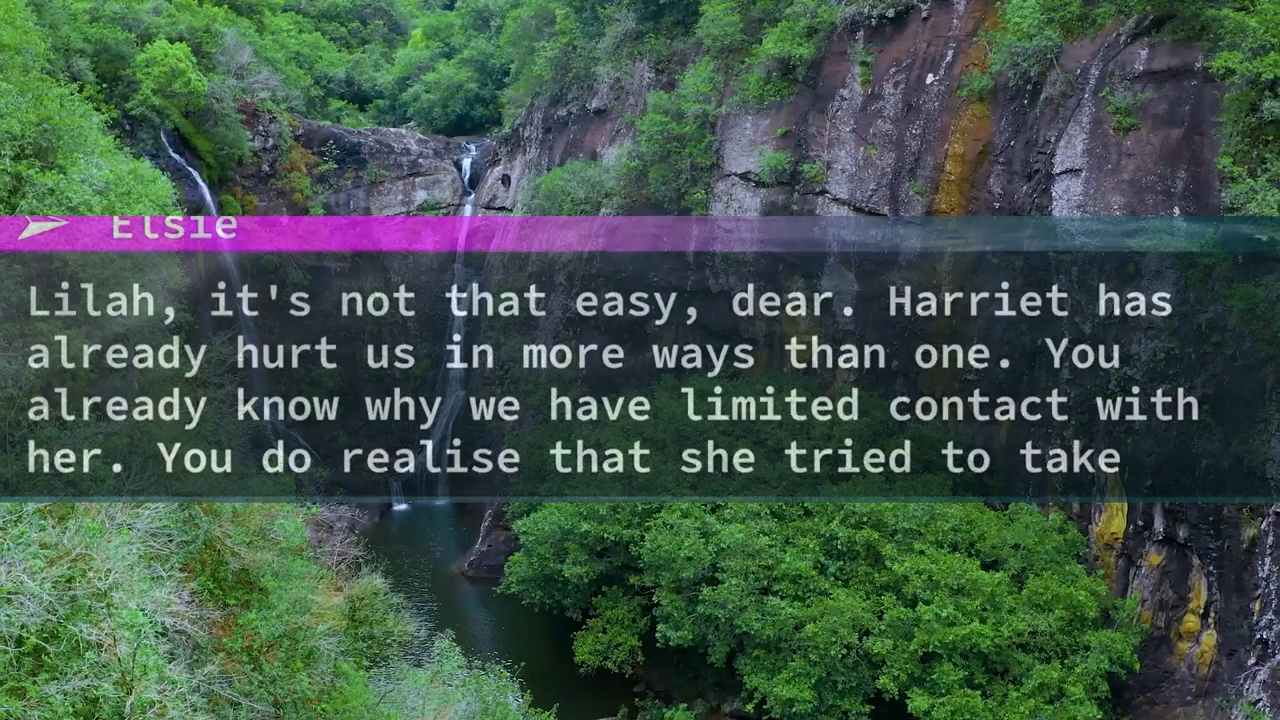 Elsie
Lilah, it's not that easy, dear. Harriet has
already hurt us in more ways than one. You
already know why we have limited contact with
her. You do realise that she tried to take